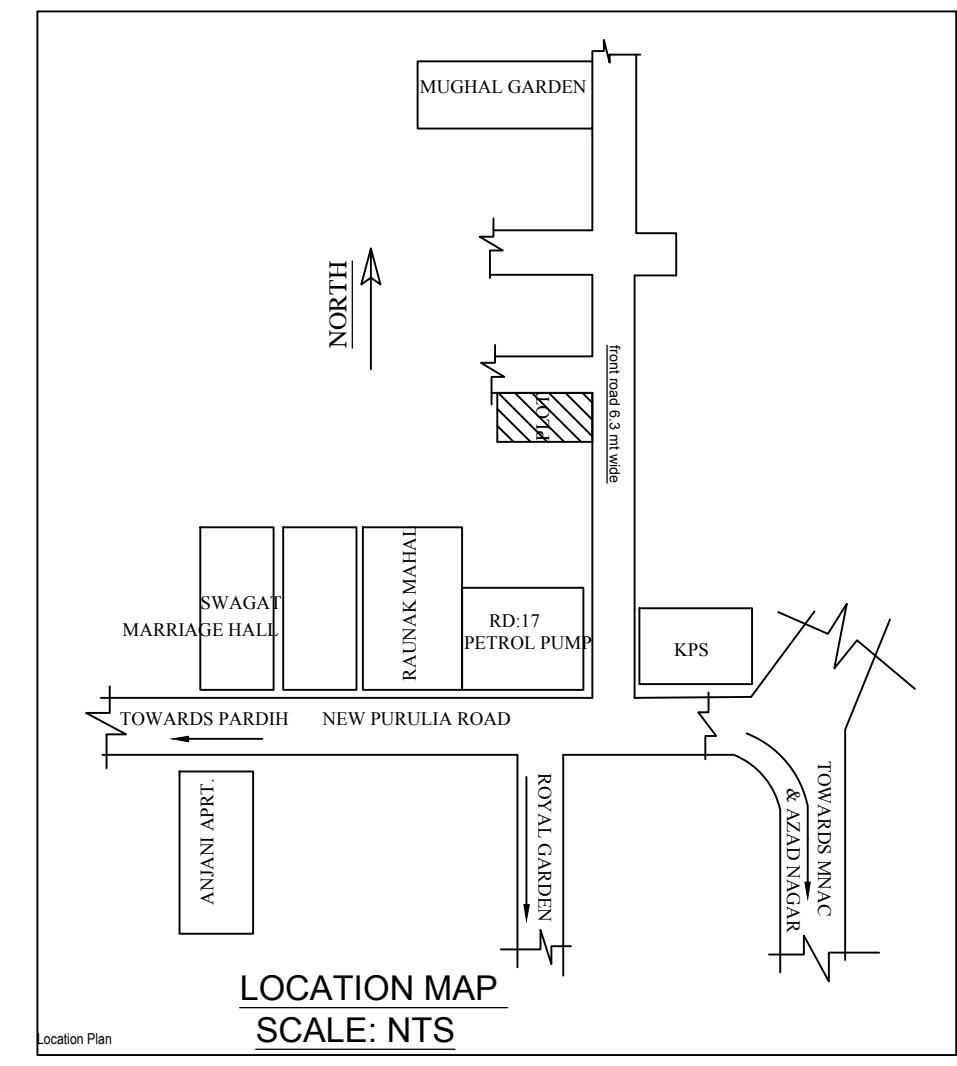 MUGHAL GARDEN
NORTH
front road 6.3 mt wide
PLOT
SWAGAT
MARRIAGE HALL
RAUNAK MAHAL
RD:17
PETROL PUMP
KPS
TOWARDS PARDIH
NEW PURULIA ROAD
ANJANI APRT.
ROYAL GARDEN
TOWARDS MNAC
& AZAD NAGAR
LOCATION MAP
SCALE: NTS
Location Plan